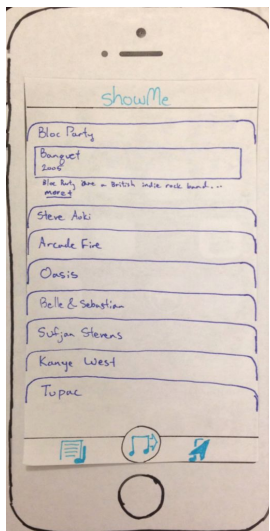 showMe
Bloc Party
Banquet
2005
Bloc Party are a British indie rock band...
more+
Steve Aoki
Arcade Fire
Oasis
Belle & Sebastian
Sufjan Stevens
Kanye West
Tupac